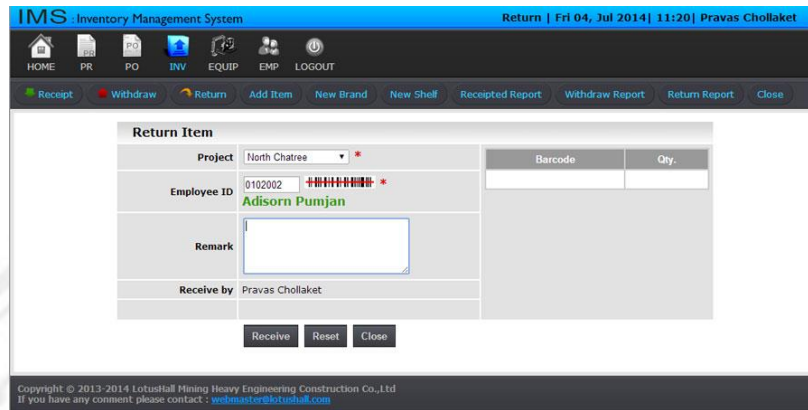 IMS : Inventory Management System
Return | Fri 04, Jul 2014| 11:20| Pravas Chollaket
PR PO
HOME PR PO INV EQUIP EMP LOGOUT
Receipt Withdraw Return Add Item New Brand New Shelf Receipted Report Withdraw Report Return Report Close
Return Item
Project North Chatree *
Employee ID 0102002 *
Adisorn Pumjan
Remark
Receive by Pravas Chollaket
Barcode Qty.
Receive Reset Close
Copyright © 2013-2014 LotusHall Mining Heavy Engineering Construction Co.,Ltd
If you have any conment please contact : webmaster@lotushall.com